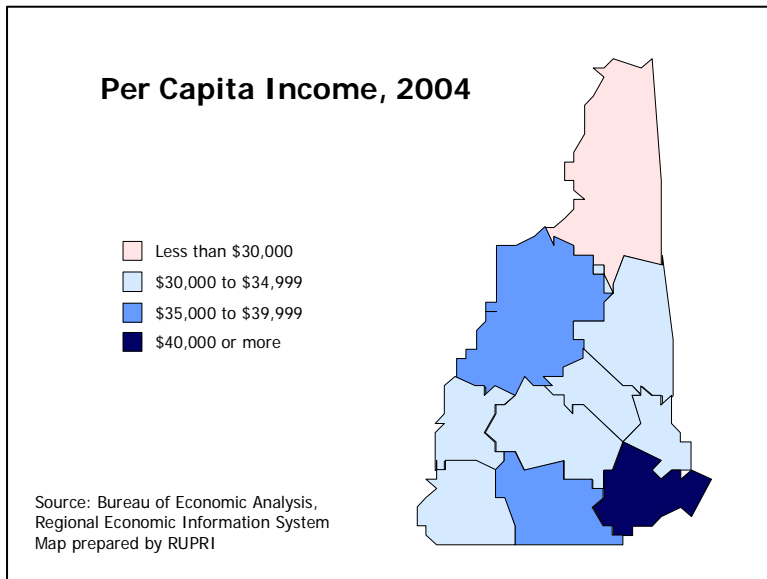 Per Capita Income, 2004
Less than $30,000
$30,000 to $34,999
$35,000 to $39,999
$40,000 or more
Source: Bureau of Economic Analysis,
Regional Economic Information System
Map prepared by RUPRI